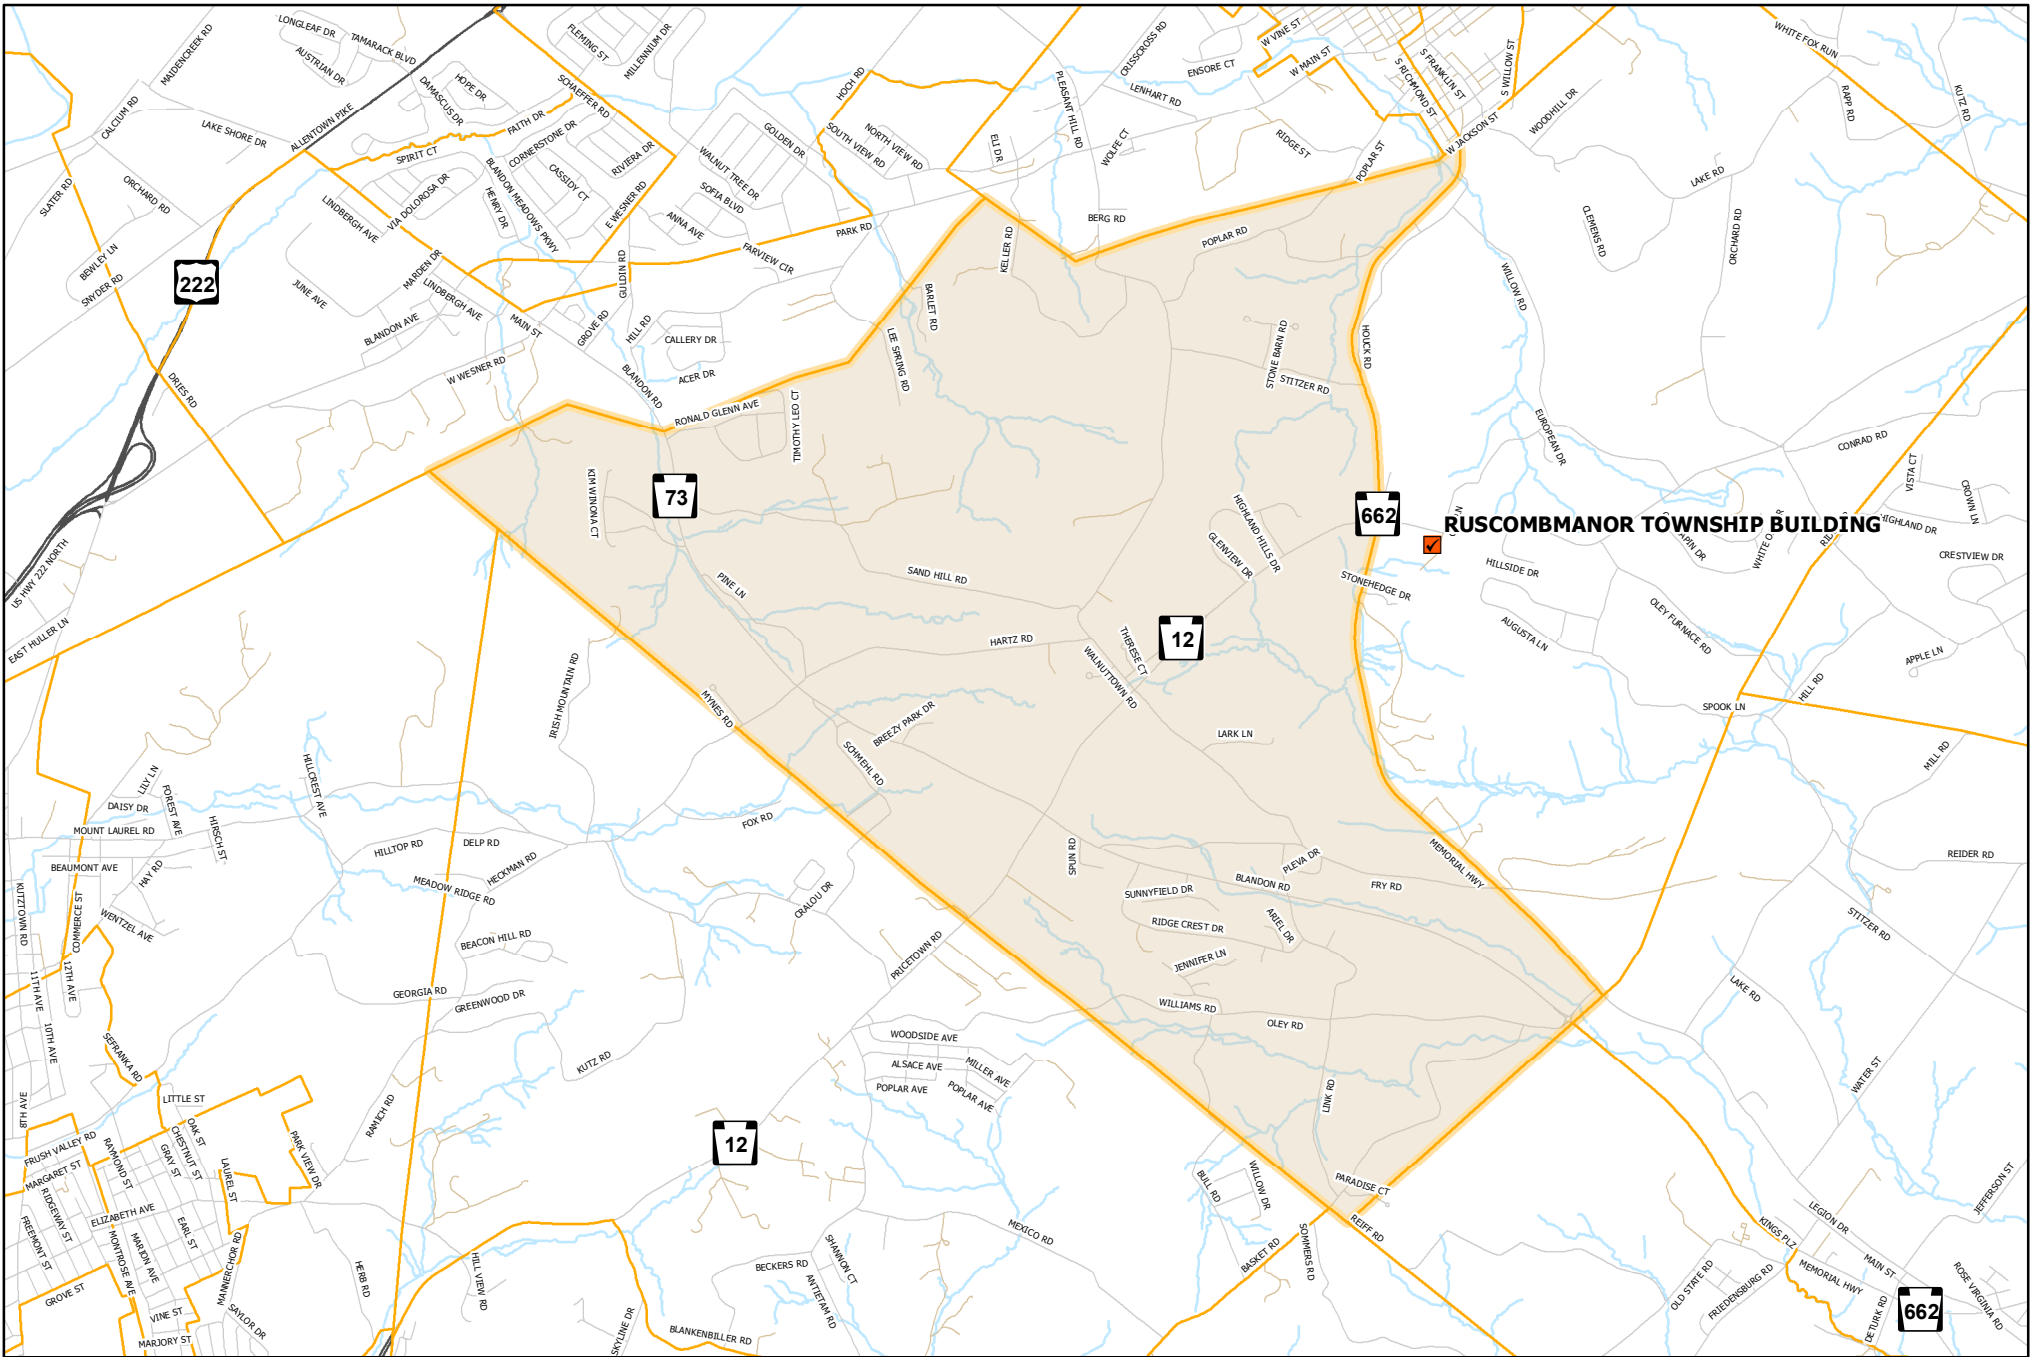 LONGLEAF DR
TAMARACK BLVD
MAIDENCREEK RD
AUSTRIAN DR
FLEMING ST
MILLENNIUM DR
CRISSCROSS RD
W VINE ST
W MAIN ST
ENSORE CT
S FRANKLIN ST
S RICHMOND ST
S WILLOW ST
WHITE FOX RUN
CALCIUM RD
HOPE DR
DAMASCUS DR
SCHAEFFER RD
HOCH RD
PLEASANT HILL RD
LENHART RD
WOODHILL DR
RAPP RD
KUTZ RD
LAKE SHORE DR
ALLENTOWN PIKE
FAITH DR
CORNERSTONE DR
GOLDEN DR
SOUTH VIEW RD
NORTH VIEW RD
ELI DR
WOLFE CT
RIDGE ST
POPLAR ST
W JACKSON ST
SPIRIT CT
RIVIERA DR
WALNUT TREE DR
SLATER RD
ORCHARD RD
LINDBERGH AVE
VIA DOLOROSA DR
BLANDON MEADOWS PKWY
HENRY DR
CASSIDY CT
E WESNER RD
SOFIA BLVD
ANNA AVE
PARK RD
BERG RD
POPLAR RD
LAKE RD
CLEMENS RD
ORCHARD RD
BEWLEY LN
SNYDER RD
222
JUNE AVE
MARDEN DR
LINDBERGH AVE
GULDIN RD
FARVIEW CIR
KELLER RD
WILLOW RD
BLANDON AVE
MAIN ST
GROVE RD
HILL RD
CALLERY DR
BARLET RD
LEE SPRING RD
STONE BARN RD
HOUCK RD
DRIES RD
W WESNER RD
BLANDON RD
ACER DR
STITZER RD
RONALD GLENN AVE
TIMOTHY LEO CT
EUROPEAN DR
CONRAD RD
KIM WINONA CT
73
HIGHLAND HILLS DR
662
VISTA CT
CROWN LN
RUSCOMBMANOR TOWNSHIP BUILDING
HIGHLAND DR
CRESTVIEW DR
US HWY 222 NORTH
GLENVIEW DR
PINE LN
SAND HILL RD
STONEHEDGE DR
HILLSIDE DR
EAST HULLER LN
HARTZ RD
THERESE CT
12
OLEY FURNACE RD
AUGUSTA LN
APPLE LN
IRISH MOUNTAIN RD
MYNES RD
WALNUTTOWN RD
SPOOK LN
HILL RD
BREEZY PARK DR
LARK LN
SCHMEHL RD
MILL RD
LILY LN
HILLCREST AVE
DAISY DR
FOREST AVE
HIRSCH ST
MOUNT LAUREL RD
FOX RD
BEAUMONT AVE
HAY RD
HILLTOP RD
DELP RD
HECKMAN RD
MEADOW RIDGE RD
SPUN RD
PLEVA DR
MEMORIAL HWY
REIDER RD
KUTZTOWN RD
COMMERCE ST
WENTZEL AVE
CRALOU DR
SUNNYFIELD DR
BLANDON RD
FRY RD
BEACON HILL RD
PRICETOWN RD
RIDGE CREST DR
ARIEL DR
STITZER RD
11TH AVE
12TH AVE
JENNIFER LN
GEORGIA RD
GREENWOOD DR
WILLIAMS RD
OLEY RD
LAKE RD
10TH AVE
SEFRANKA RD
KUTZ RD
WOODSIDE AVE
ALSACE AVE
MILLER AVE
POPLAR AVE
POPLAR AVE
WATER ST
8TH AVE
LITTLE ST
RAMICH RD
LINK RD
FRUSH VALLEY RD
MARGARET ST
RAYMOND ST
OAK ST
CHESTNUT ST
GRAY ST
LAUREL ST
PARK VIEW DR
12
RIDGEWAY ST
FREEMONT ST
ELIZABETH AVE
EARL ST
BULL RD
WILLOW DR
PARADISE CT
REIFF RD
JEFFERSON ST
LEGION DR
KINGS PLZ
MONTROSE AVE
MARION AVE
MANNERCHOR RD
HERB RD
HILL VIEW RD
BECKERS RD
SHANNON CT
ANTIETAM RD
MEXICO RD
BASKET RD
SOMMERS RD
OLD STATE RD
FRIEDENSBURG RD
MAIN ST
MEMORIAL HWY
ROSE VIRGINIA RD
GROVE ST
VINE ST
MARJORY ST
SAYLOR DR
SKYLINE DR
BLANKENBILLER RD
DETURK RD
662